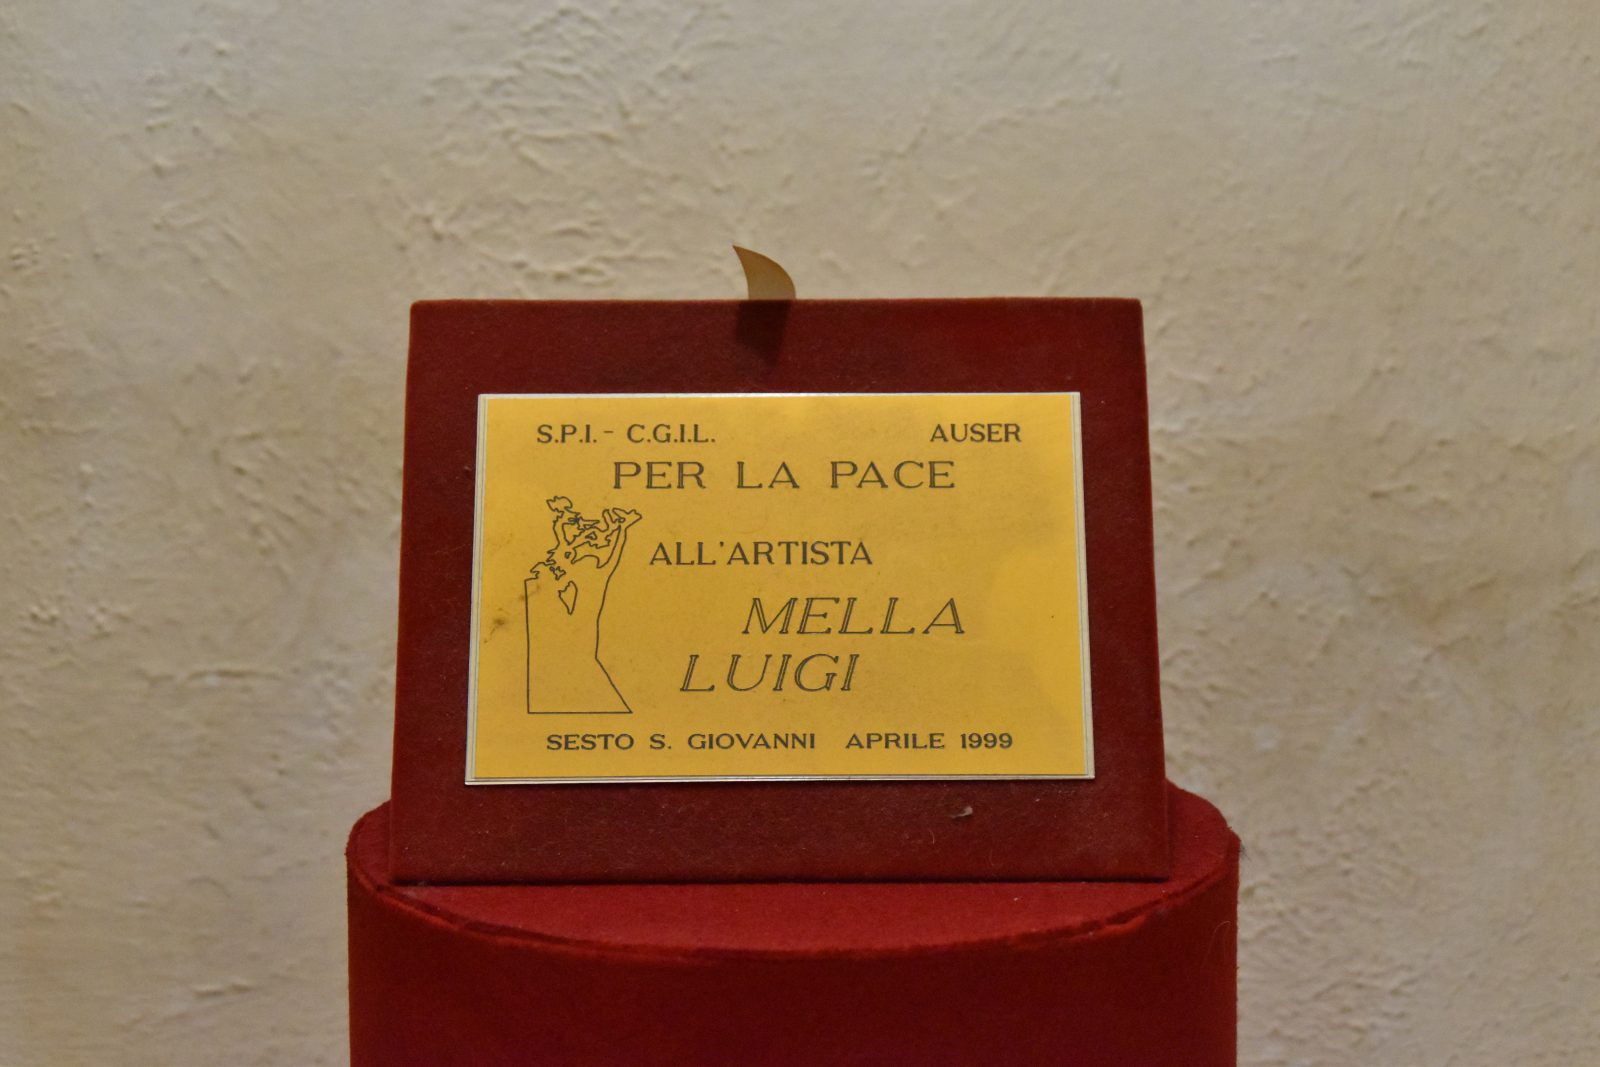 S.P.I. - C.G.I.L. AUSER
PER LA PACE
ALL'ARTISTA
MELLA
LUIGI
SESTO S. GIOVANNI APRILE 1999